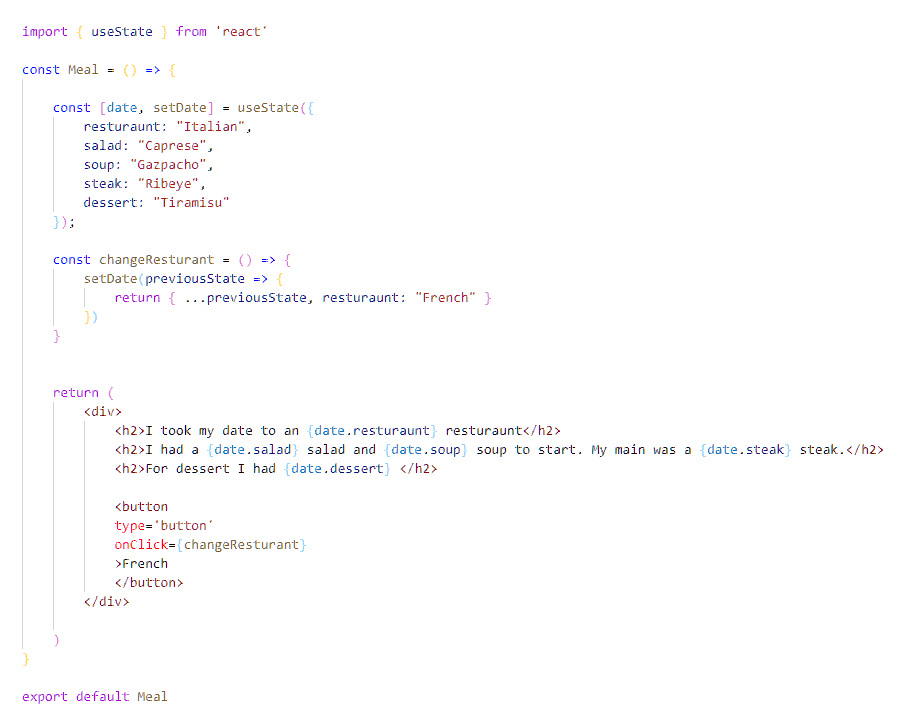 import { useState } from 'react'
const Meal = () => {
const [date, setDate] = useState({
resturaunt: "Italian",
salad: "Caprese",
soup: "Gazpacho",
steak: "Ribeye",
dessert: "Tiramisu"
});
const changeResturant = () => {
setDate(previousState => {
return { ...previousState, resturaunt: "French" }
})
}
return (
<div>
<h2>I took my date to an {date.resturaunt} resturaunt</h2>
<h2>I had a {date.salad} salad and {date.soup} soup to start. My main was a {date.steak} steak.</h2>
<h2>For dessert I had {date.dessert} </h2>
<button
type='button'
onClick={changeResturant}
>French
</button>
</div>
)
}
export default Meal